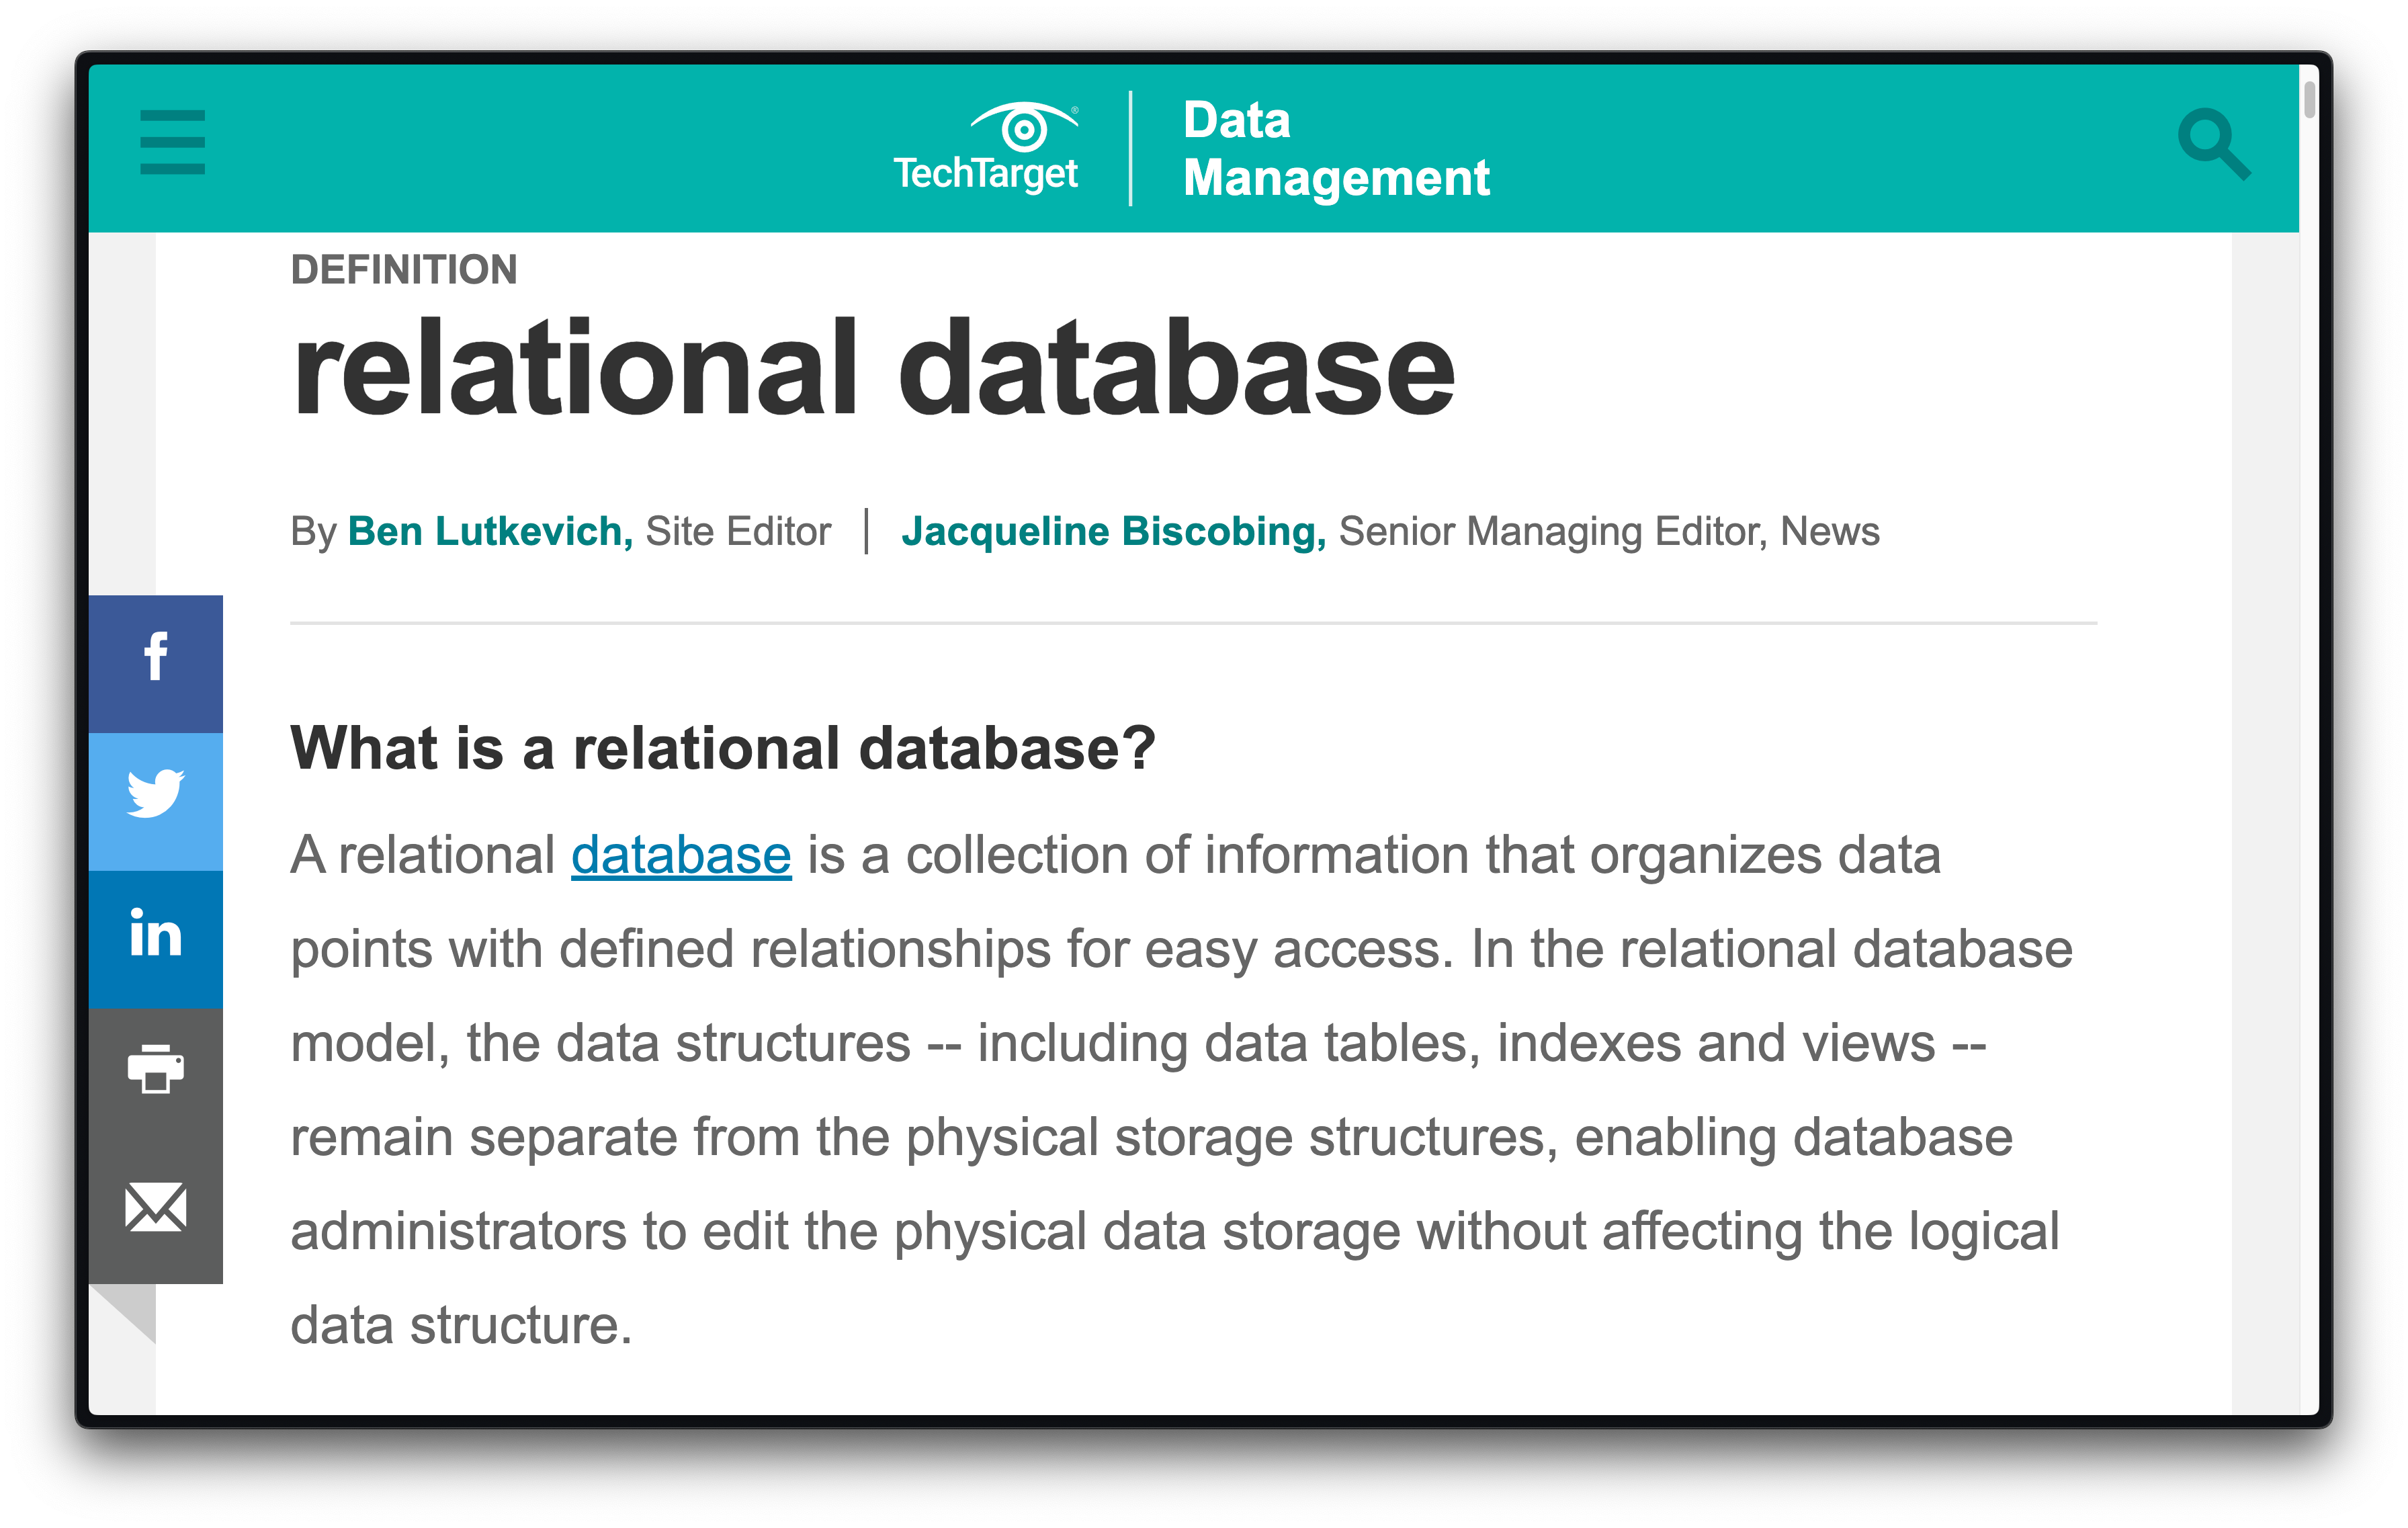 TechTarget
Data
Management
DEFINITION
relational database
By Ben Lutkevich, Site Editor | Jacqueline Biscobing, Senior Managing Editor, News
f
in
What is a relational database?
A relational database is a collection of information that organizes data
points with defined relationships for easy access. In the relational database
model, the data structures -- including data tables, indexes and views --
remain separate from the physical storage structures, enabling database
administrators to edit the physical data storage without affecting the logical
data structure.